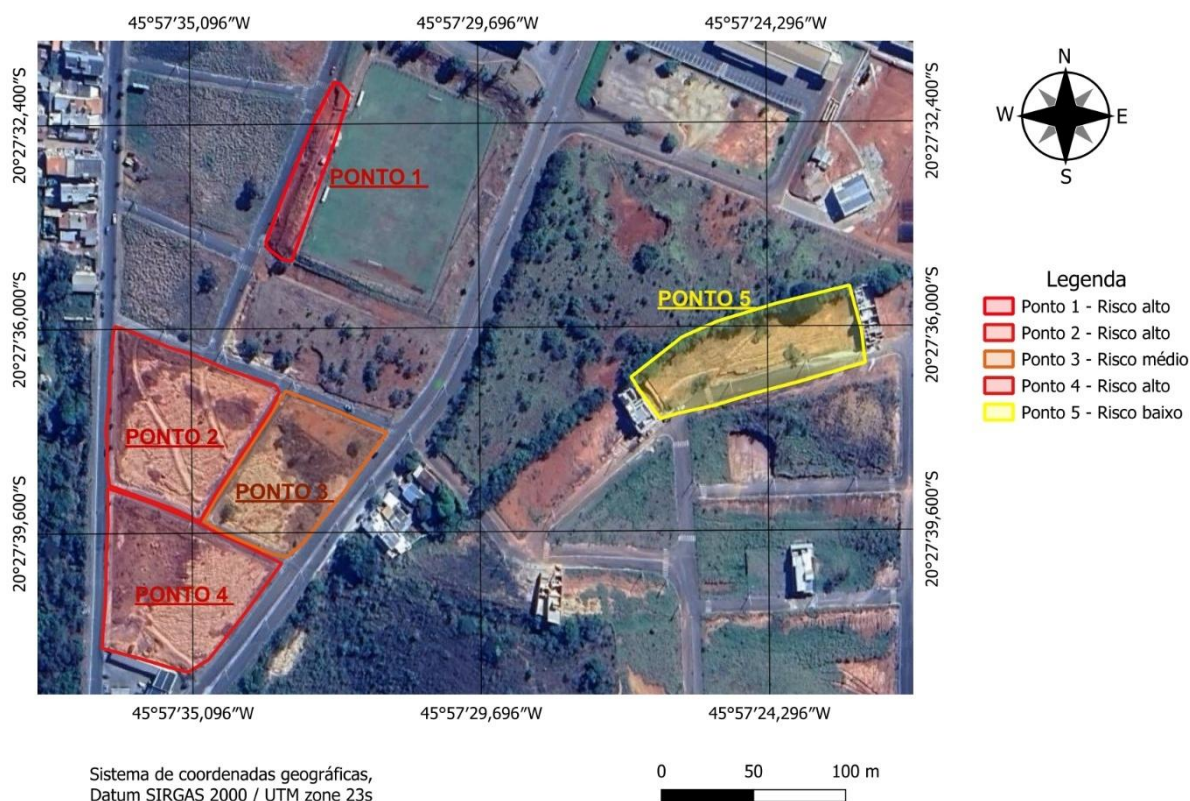 45°57'35,096"W
45°57'29,696"W
45°57'24,296"W
20°27'32,400"S
20°27'32,400"S
N
W
E
S
PONTO 1
PONTO 5
20°27'36,000"S
20°27'36,000"S
Legenda
Ponto 1 - Risco alto
Ponto 2 - Risco alto
Ponto 3 - Risco médio
Ponto 4 - Risco alto
Ponto 5 - Risco baixo
PONTO 2
PONTO 3
20°27'39,600"S
20°27'39,600"S
PONTO 4
45°57'35,096"W
45°57'29,696"W
45°57'24,296"W
Sistema de coordenadas geográficas,
Datum SIRGAS 2000 / UTM zone 23s
0 50 100 m